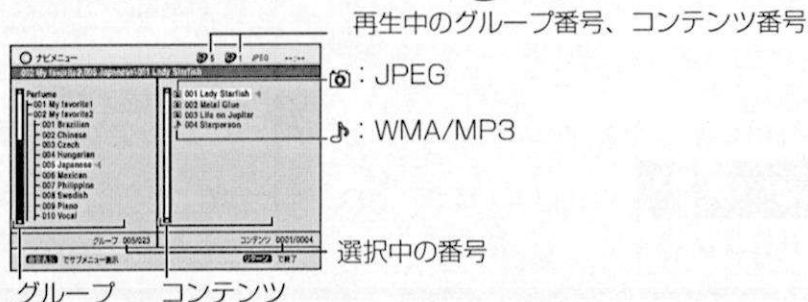 再生中のグループ番号、コンテンツ番号
ナビメニュー 5 1 JPEG --:--
002 My favorite2\005 Japanese\001 Lady Starfish
: JPEG
Perfume
001 My favorite1
002 My favorite2
001 Brazilian
002 Chinese
003 Czech
004 Hungarian
005 Japanese
006 Mexican
007 Philippine
008 Swedish
009 Piano
010 Vocal
001 Lady Starfish
002 Metal Glue
003 Life on Jupiter
004 Starperson
: WMA/MP3
グループ 005/023
コンテンツ 0001/0004
選択中の番号
でサブメニュー表示
リターン で終了
グループ
コンテンツ